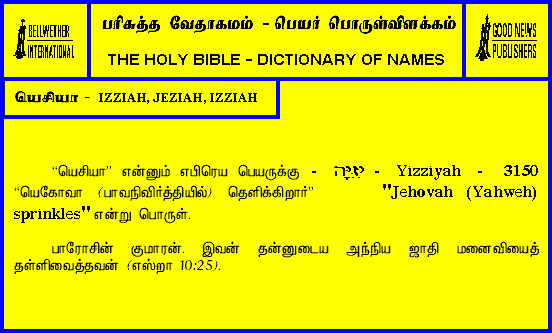 BELLWETHER
INTERNATIONAL
பரிசுத்த வேதாகமம் - பெயர் பொருள்விளக்கம்
THE HOLY BIBLE - DICTIONARY OF NAMES
GOOD NEWS
PUBLISHERS
யெசியா - IZZIAH, JEZIAH, IZZIAH
“யெசியா” என்னும் எபிரெய பெயருக்கு - יזּיּה - Yizziyah - 3150
“யெகோவா (பாவநிவிர்த்தியில்) தெளிக்கிறார்” "Jehovah (Yahweh)
sprinkles" என்று பொருள்.
பாரோசின் குமாரன். இவன் தன்னுடைய அந்நிய ஜாதி மனைவியைத்
தள்ளிவைத்தவன் (எஸ்றா 10:25).